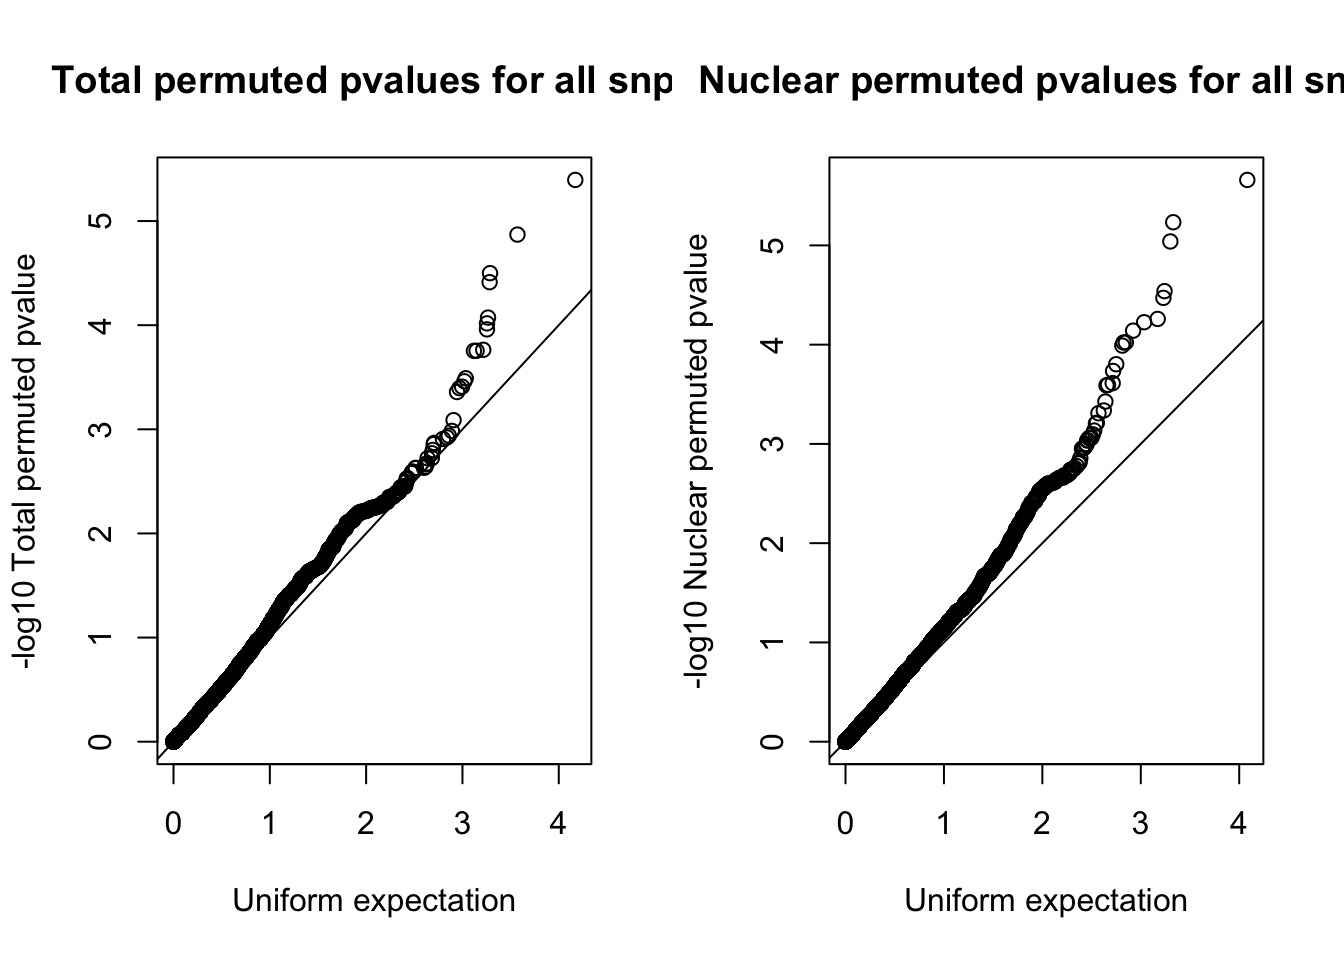 Total permuted pvalues for all snp
-log10 Total permuted pvalue
5
4
3
2
1
0
0 1 2 3 4
Uniform expectation
Nuclear permuted pvalues for all sn
-log10 Nuclear permuted pvalue
5
4
3
2
1
0
0 1 2 3 4
Uniform expectation